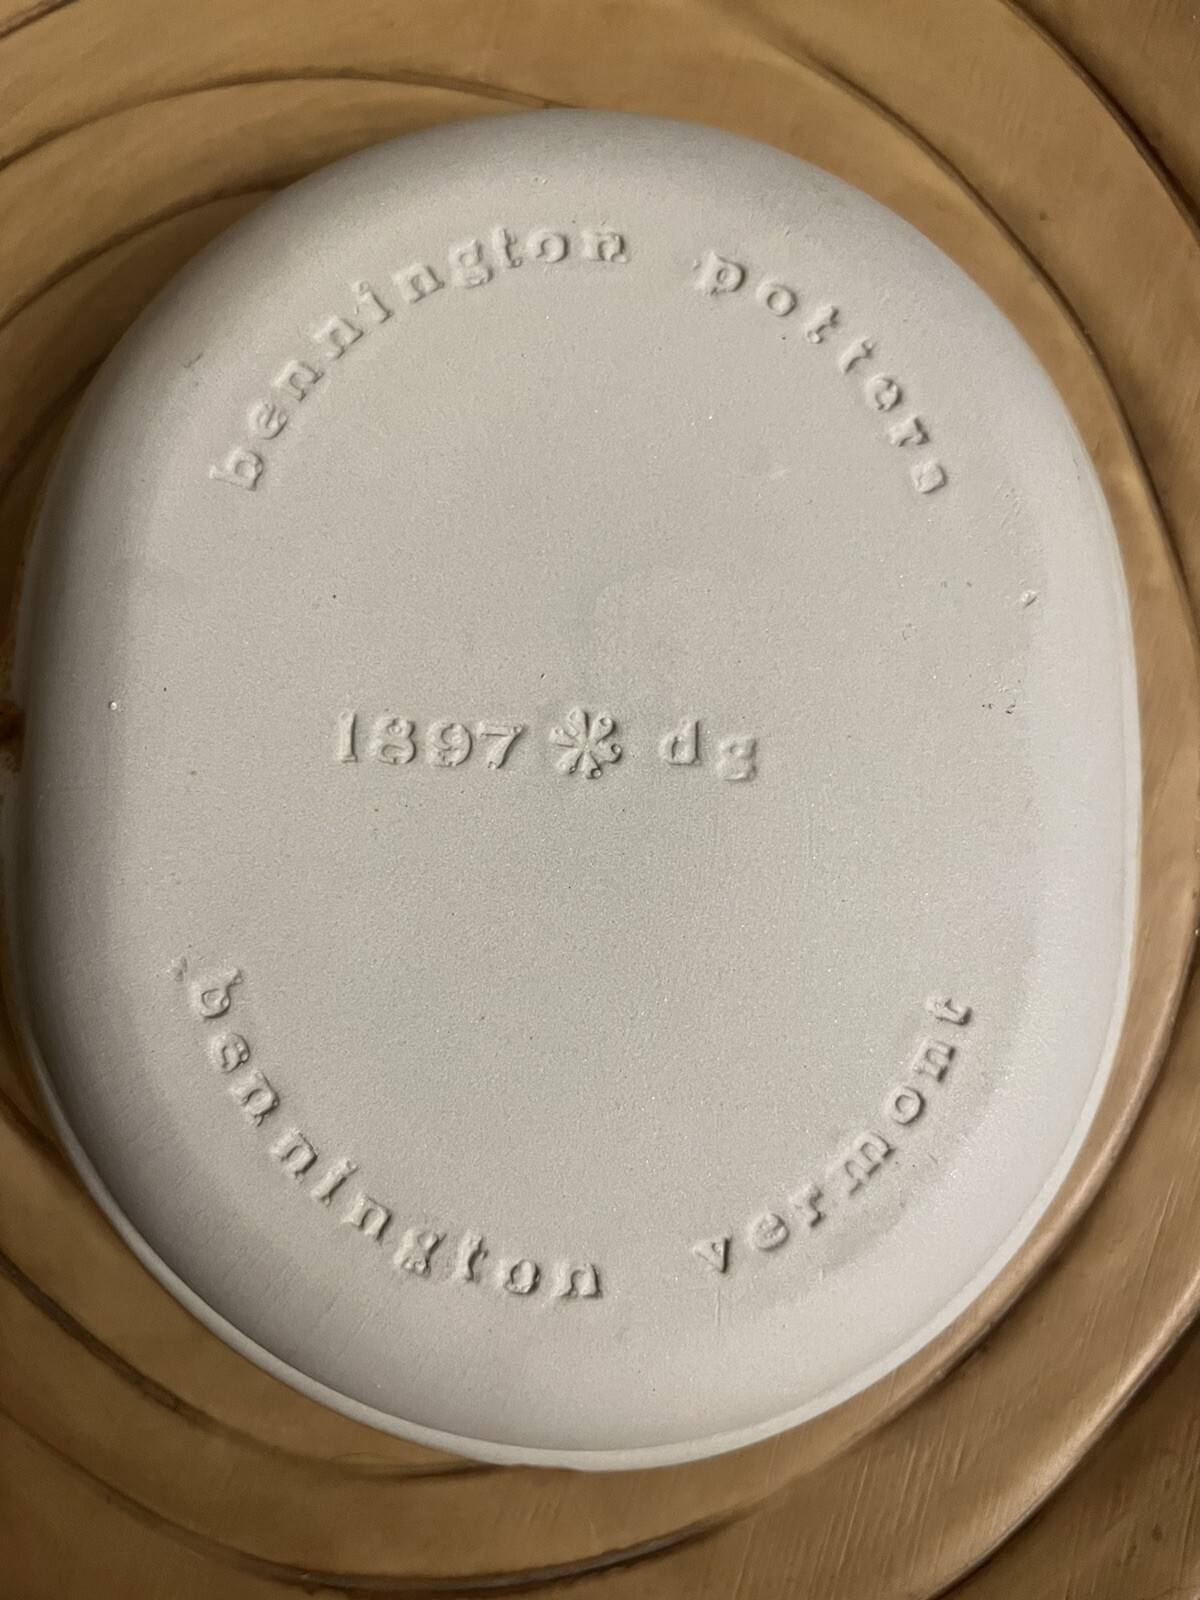 bennington potters
1897 * dg
bennington vermont